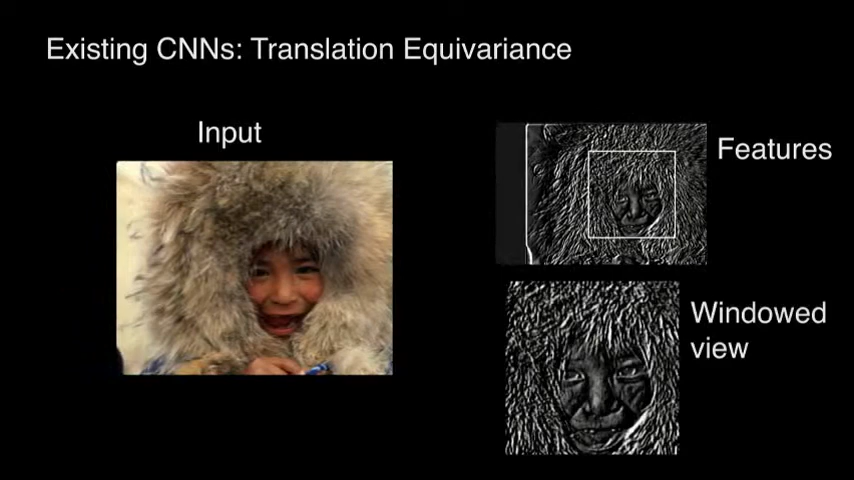 Existing CNNs: Translation Equivariance
Input
Features
Windowed
view